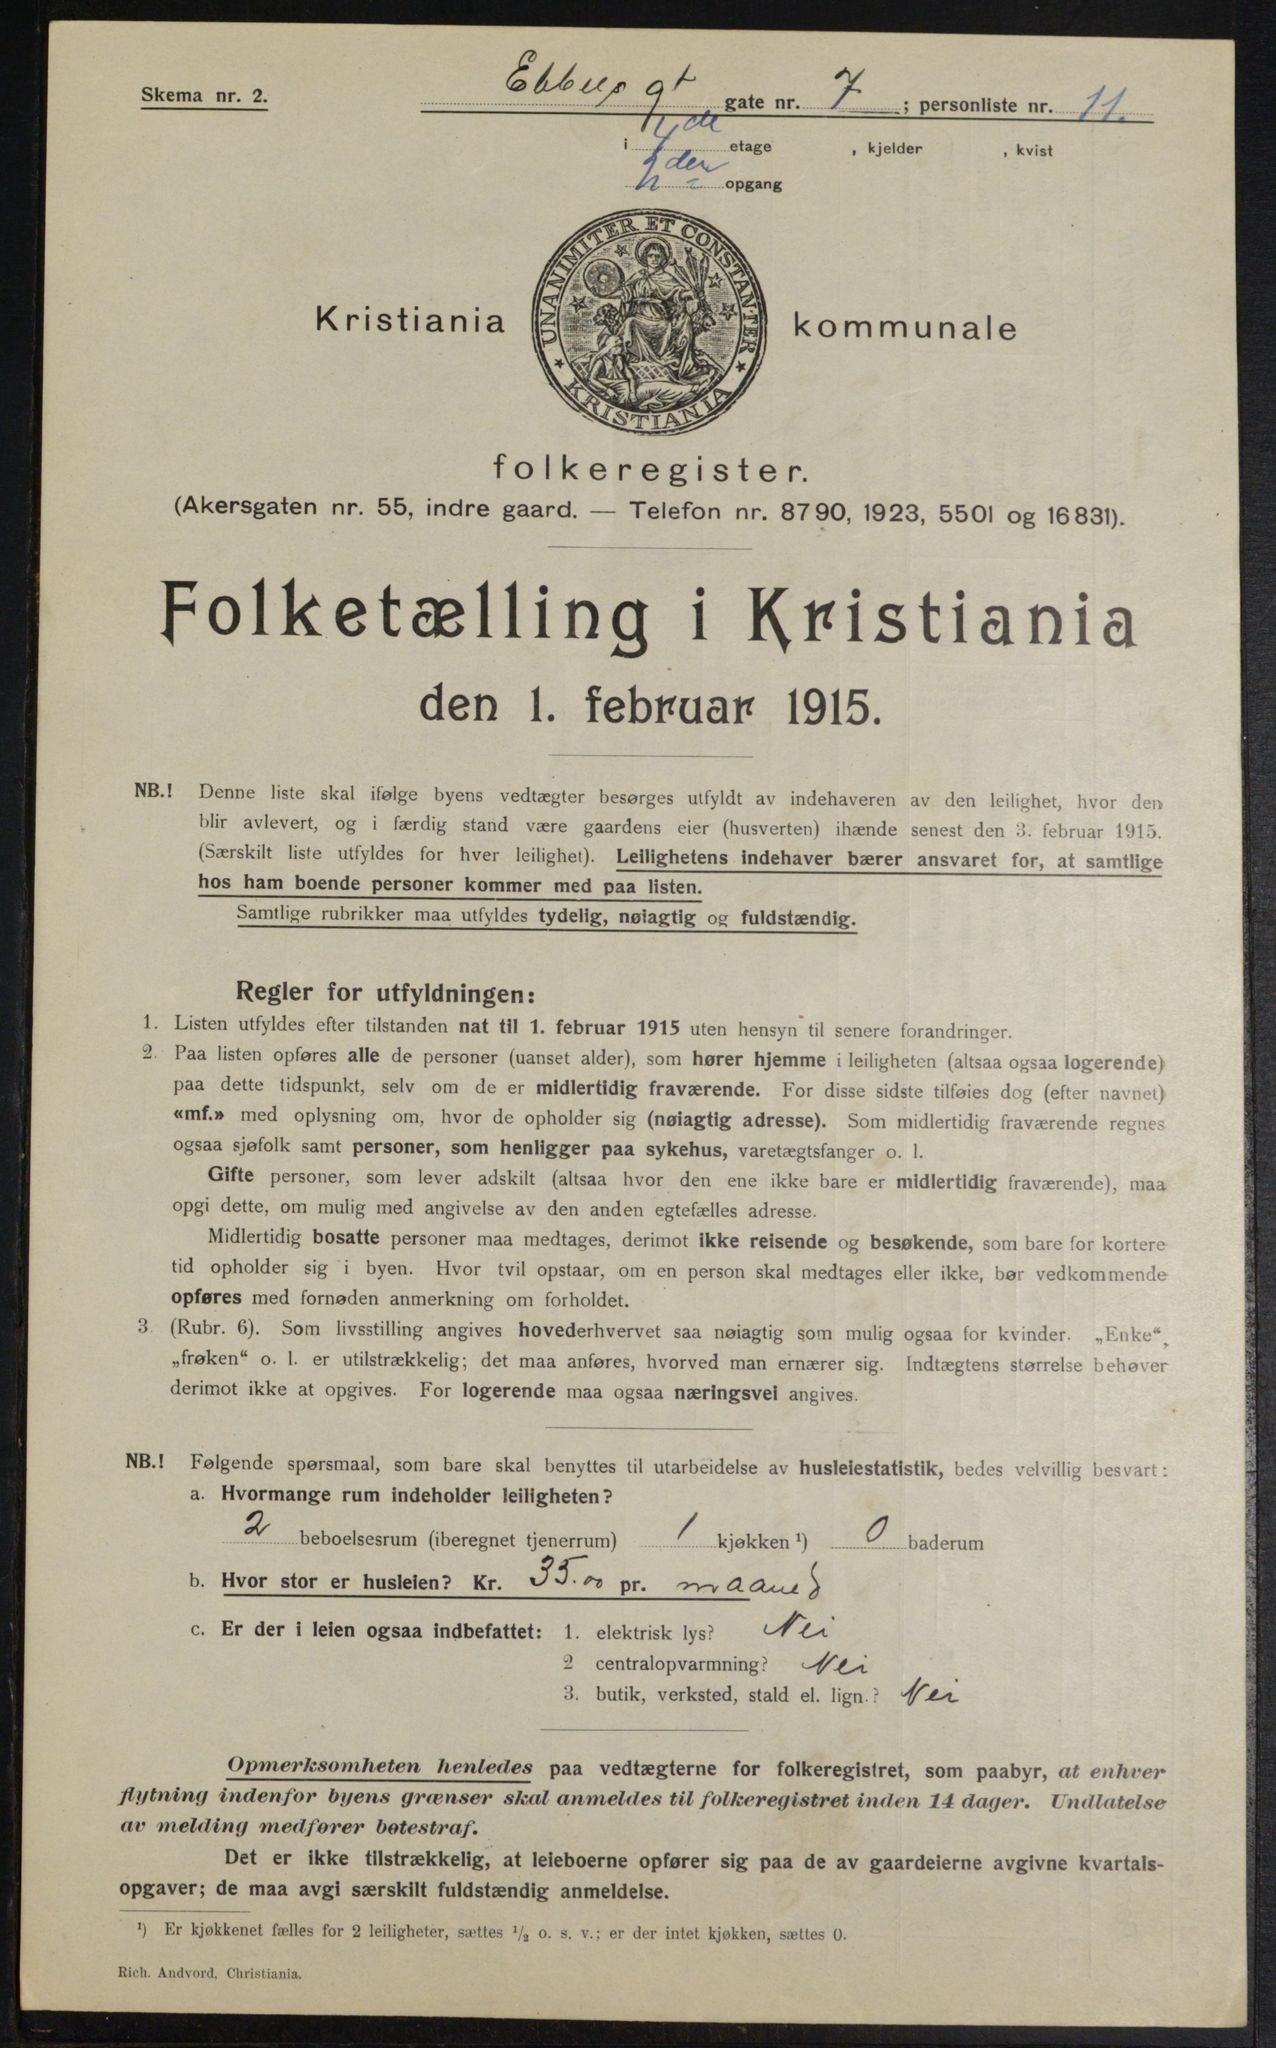 Skema nr. 2.
Ebbels gt gate nr. 7 ; personliste nr. 11.
i 4de etage , kjelder , kvist
2den opgang
UNANIMITER ET CONSTANTER
KRISTIANIA
Kristiania kommunale
folkeregister.
(Akersgaten nr. 55, indre gaard. — Telefon nr. 8790, 1923, 5501 og 16831).
Folketælling i Kristiania
den 1. februar 1915.
NB.! Denne liste skal ifølge byens vedtægter besørges utfyldt av indehaveren av den leilighet, hvor den
blir avlevert, og i færdig stand være gaardens eier (husverten) ihænde senest den 3. februar 1915.
(Særskilt liste utfyldes for hver leilighet). Leilighetens indehaver bærer ansvaret for, at samtlige
hos ham boende personer kommer med paa listen.
Samtlige rubrikker maa utfyldes tydelig, nøiagtig og fuldstændig.
Regler for utfyldningen:
1. Listen utfyldes efter tilstanden nat til 1. februar 1915 uten hensyn til senere forandringer.
2. Paa listen opføres alle de personer (uanset alder), som hører hjemme i leiligheten (altsaa ogsaa logerende)
paa dette tidspunkt, selv om de er midlertidig fraværende. For disse sidste tilføies dog (efter navnet)
«mf.» med oplysning om, hvor de opholder sig (nøiagtig adresse). Som midlertidig fraværende regnes
ogsaa sjøfolk samt personer, som henligger paa sykehus, varetægtsfanger o. l.
Gifte personer, som lever adskilt (altsaa hvor den ene ikke bare er midlertidig fraværende), maa
opgi dette, om mulig med angivelse av den anden egtefælles adresse.
Midlertidig bosatte personer maa medtages, derimot ikke reisende og besøkende, som bare for kortere
tid opholder sig i byen. Hvor tvil opstaar, om en person skal medtages eller ikke, bør vedkommende
opføres med fornøden anmerkning om forholdet.
3. (Rubr. 6). Som livsstilling angives hovederhvervet saa nøiagtig som mulig ogsaa for kvinder. „Enke“,
„frøken“ o. l. er utilstrækkelig; det maa anføres, hvorved man ernærer sig. Indtægtens størrelse behøver
derimot ikke at opgives. For logerende maa ogsaa næringsvei angives.
NB.! Følgende spørsmaal, som bare skal benyttes til utarbeidelse av husleiestatistik, bedes velvillig besvart:
a. Hvormange rum indeholder leiligheten?
2 beboelsesrum (iberegnet tjenerrum) 1 kjøkken ¹) 0 baderum
b. Hvor stor er husleien? Kr. 35.00 pr. maaned
c. Er der i leien ogsaa indbefattet: 1. elektrisk lys? Nei
2 centralopvarmning? Nei
3. butik, verksted, stald el. lign.? Nei
Opmerksomheten henledes paa vedtægterne for folkeregistret, som paabyr, at enhver
flytning indenfor byens grænser skal anmeldes til folkeregistret inden 14 dager. Undlatelse
av melding medfører bøtestraf.
Det er ikke tilstrækkelig, at leieboerne opfører sig paa de av gaardeierne avgivne kvartals-
opgaver; de maa avgi særskilt fuldstændig anmeldelse.
¹) Er kjøkkenet fælles for 2 leiligheter, sættes ½ o. s. v.; er der intet kjøkken, sættes 0.
Rich. Andvord, Christiania.